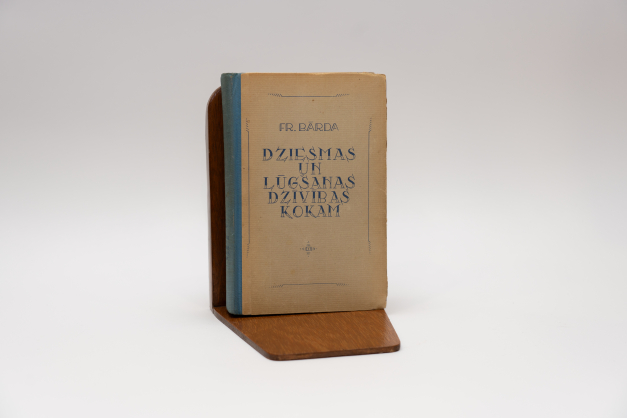 FR. BĀRDA
DZIESMAS
UN
LŪGŠANAS
DZĪVĪBAS
KOKAM